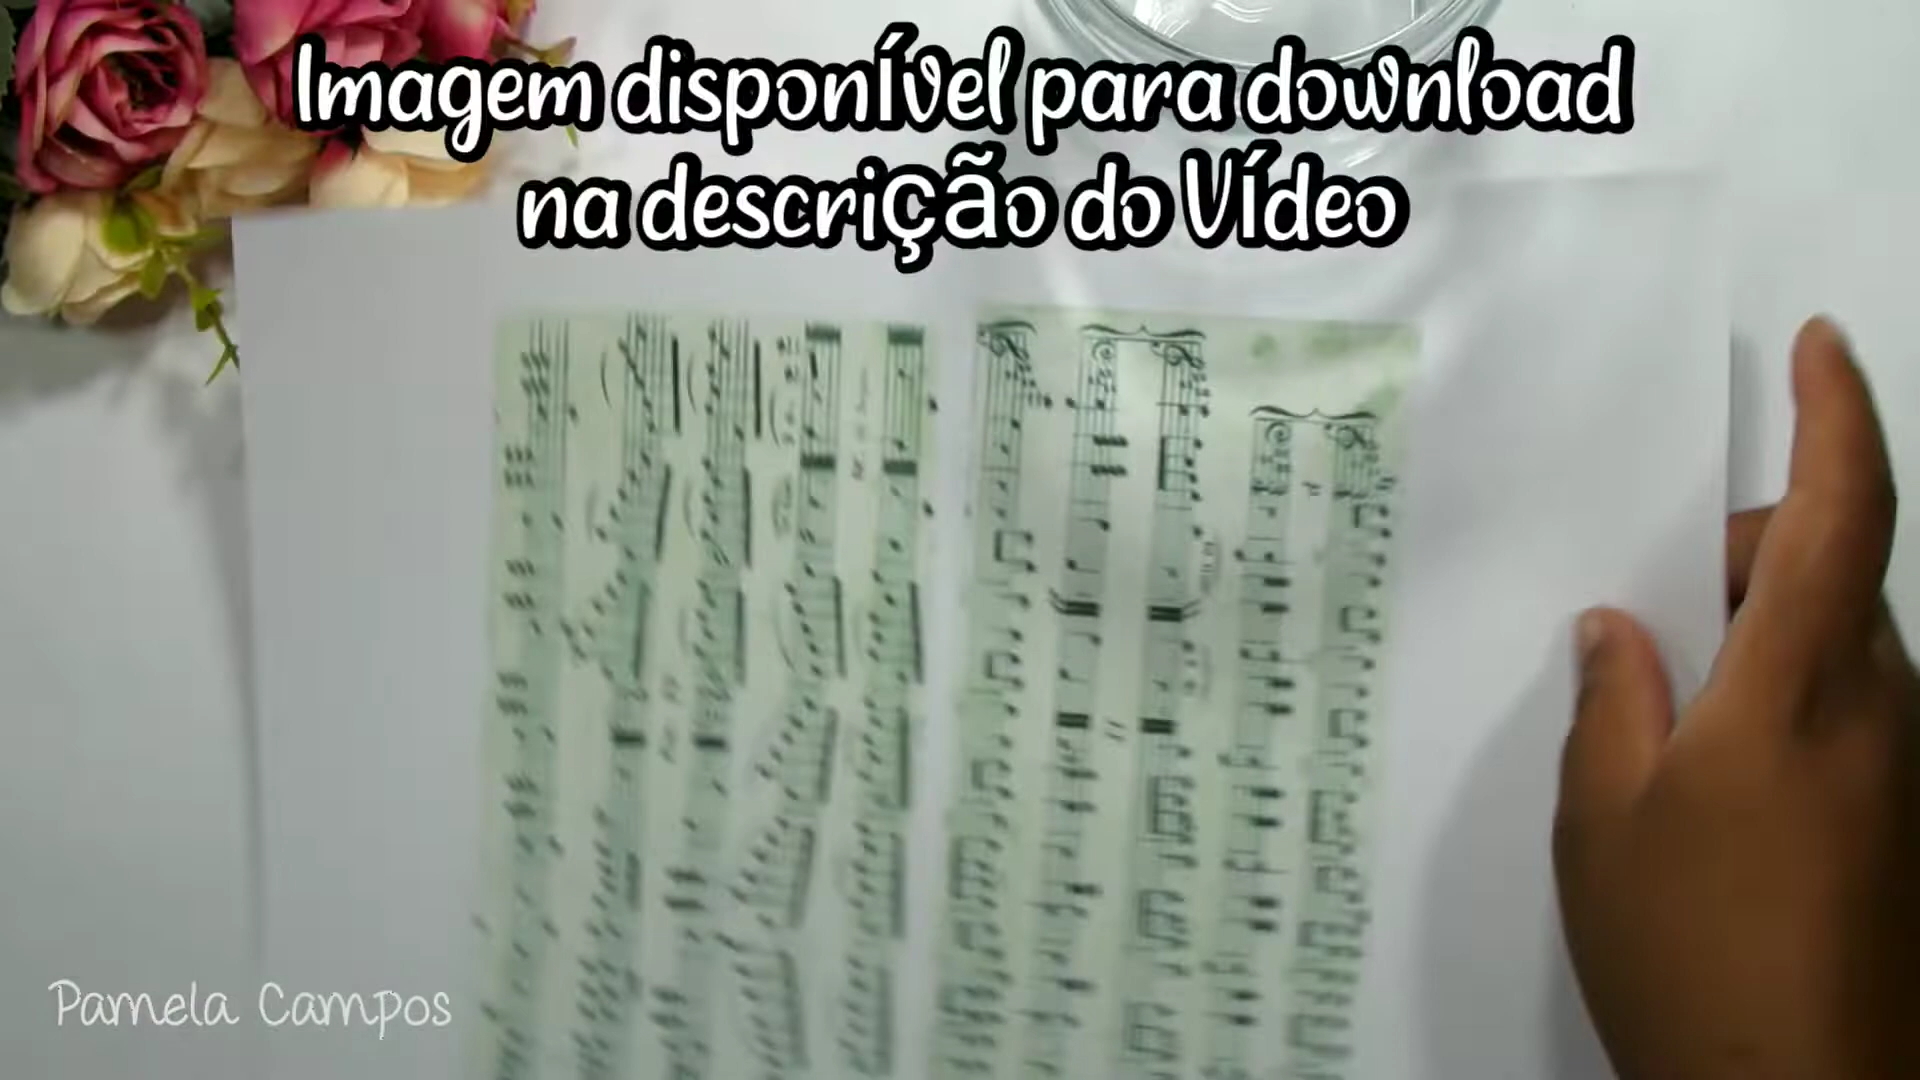 Imagem disponível para download
na descrição do Vídeo
Pamela Campos